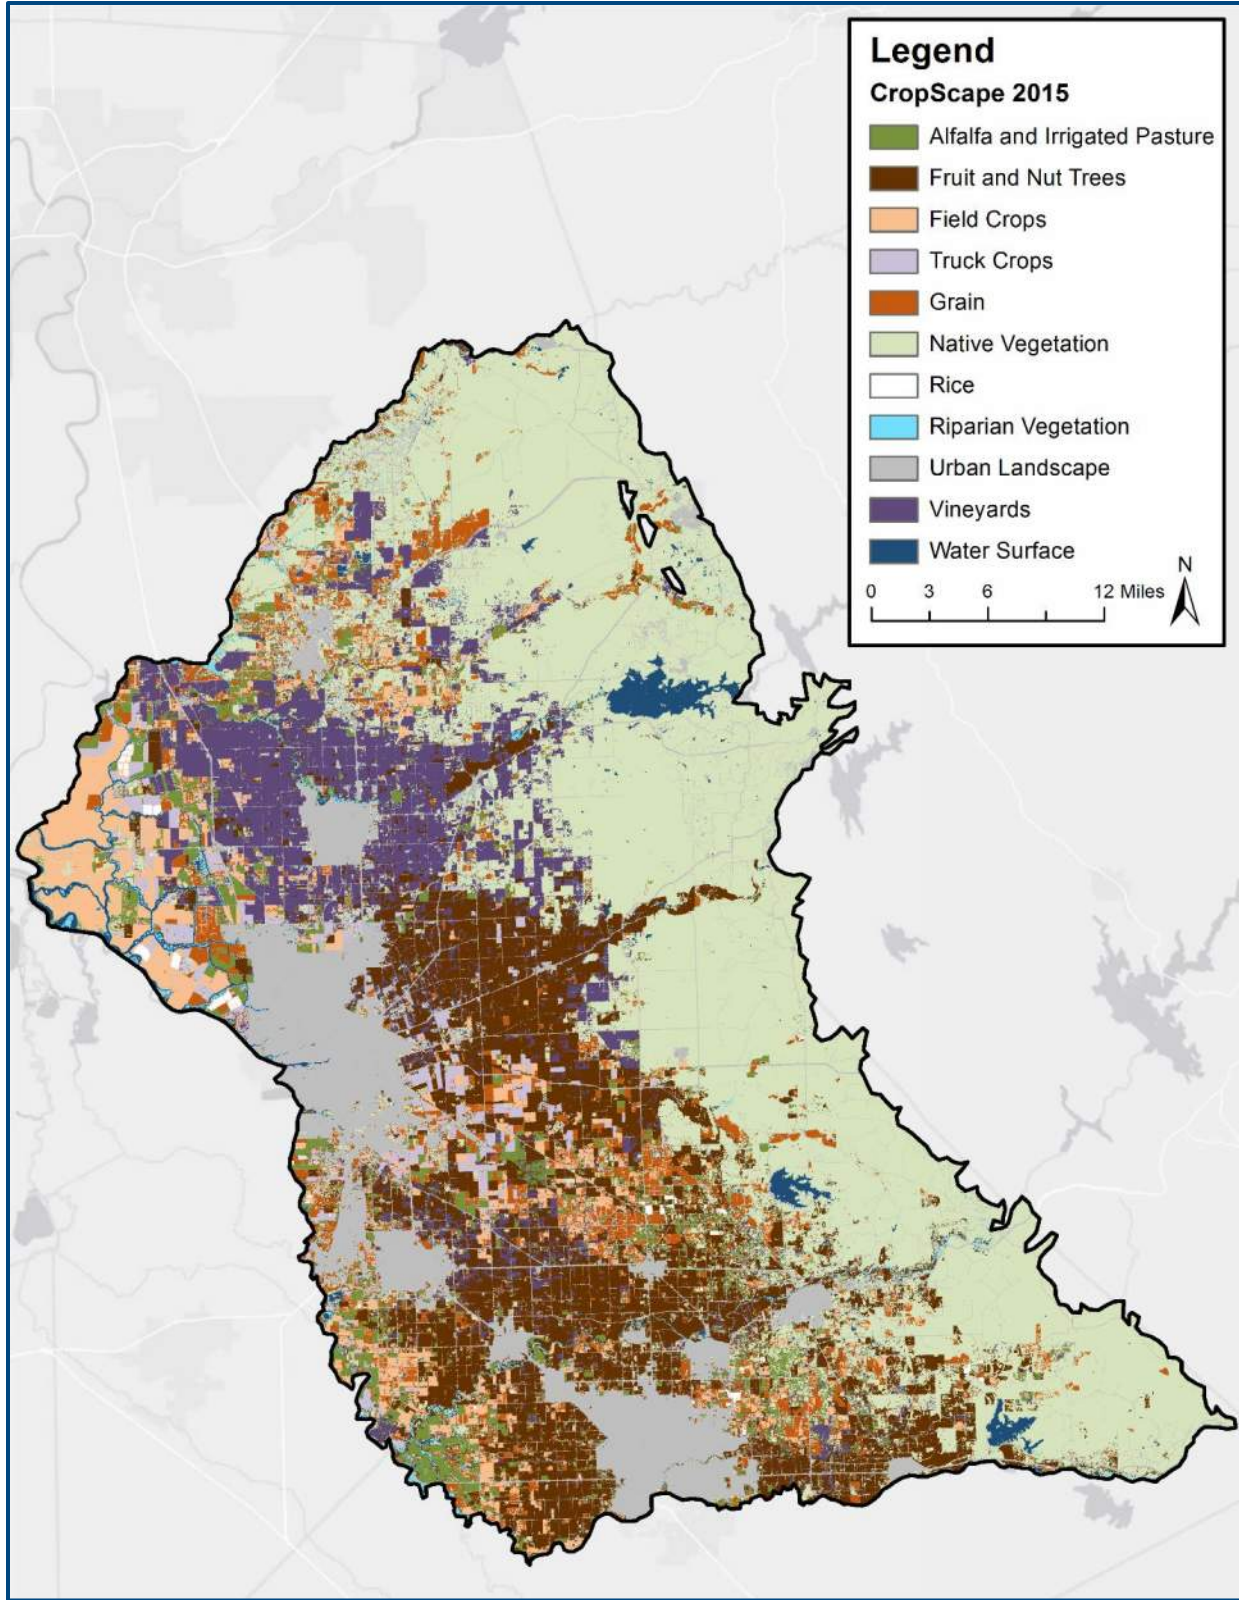 Legend
CropScape 2015
Alfalfa and Irrigated Pasture
Fruit and Nut Trees
Field Crops
Truck Crops
Grain
Native Vegetation
Rice
Riparian Vegetation
Urban Landscape
Vineyards
Water Surface
N
0 3 6 12 Miles